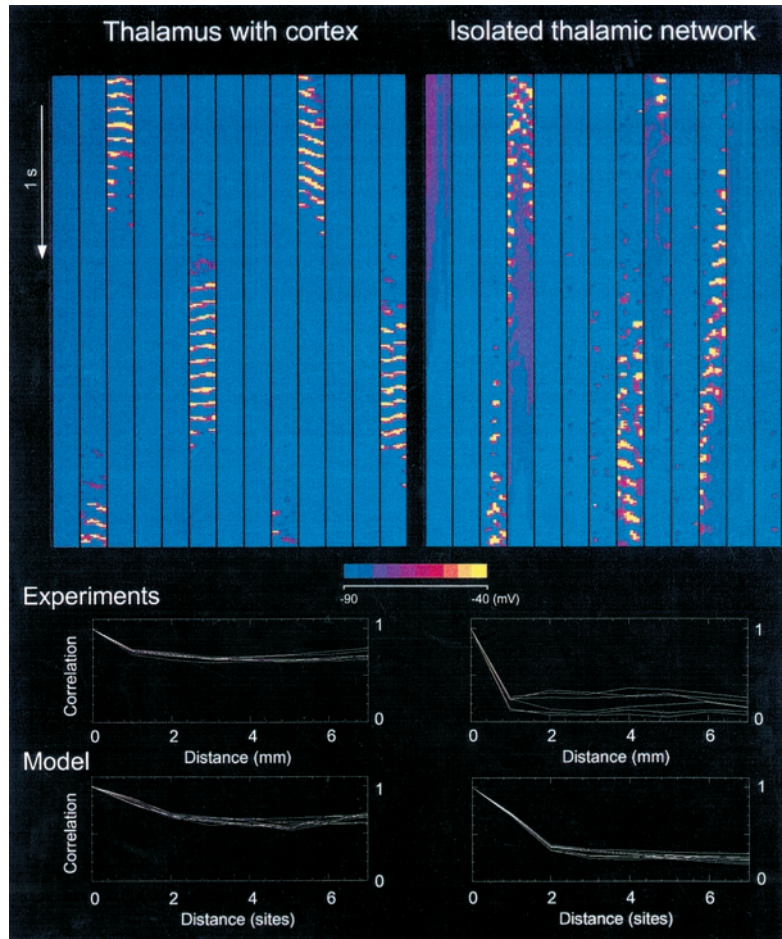 Thalamus with cortex
Isolated thalamic network
1 s
-90
-40 (mV)
Experiments
Correlation
1
0
0 2 4 6
Distance (mm)
1
0
0 2 4 6
Distance (mm)
Model
Correlation
1
0
0 2 4 6
Distance (sites)
1
0
0 2 4 6
Distance (sites)